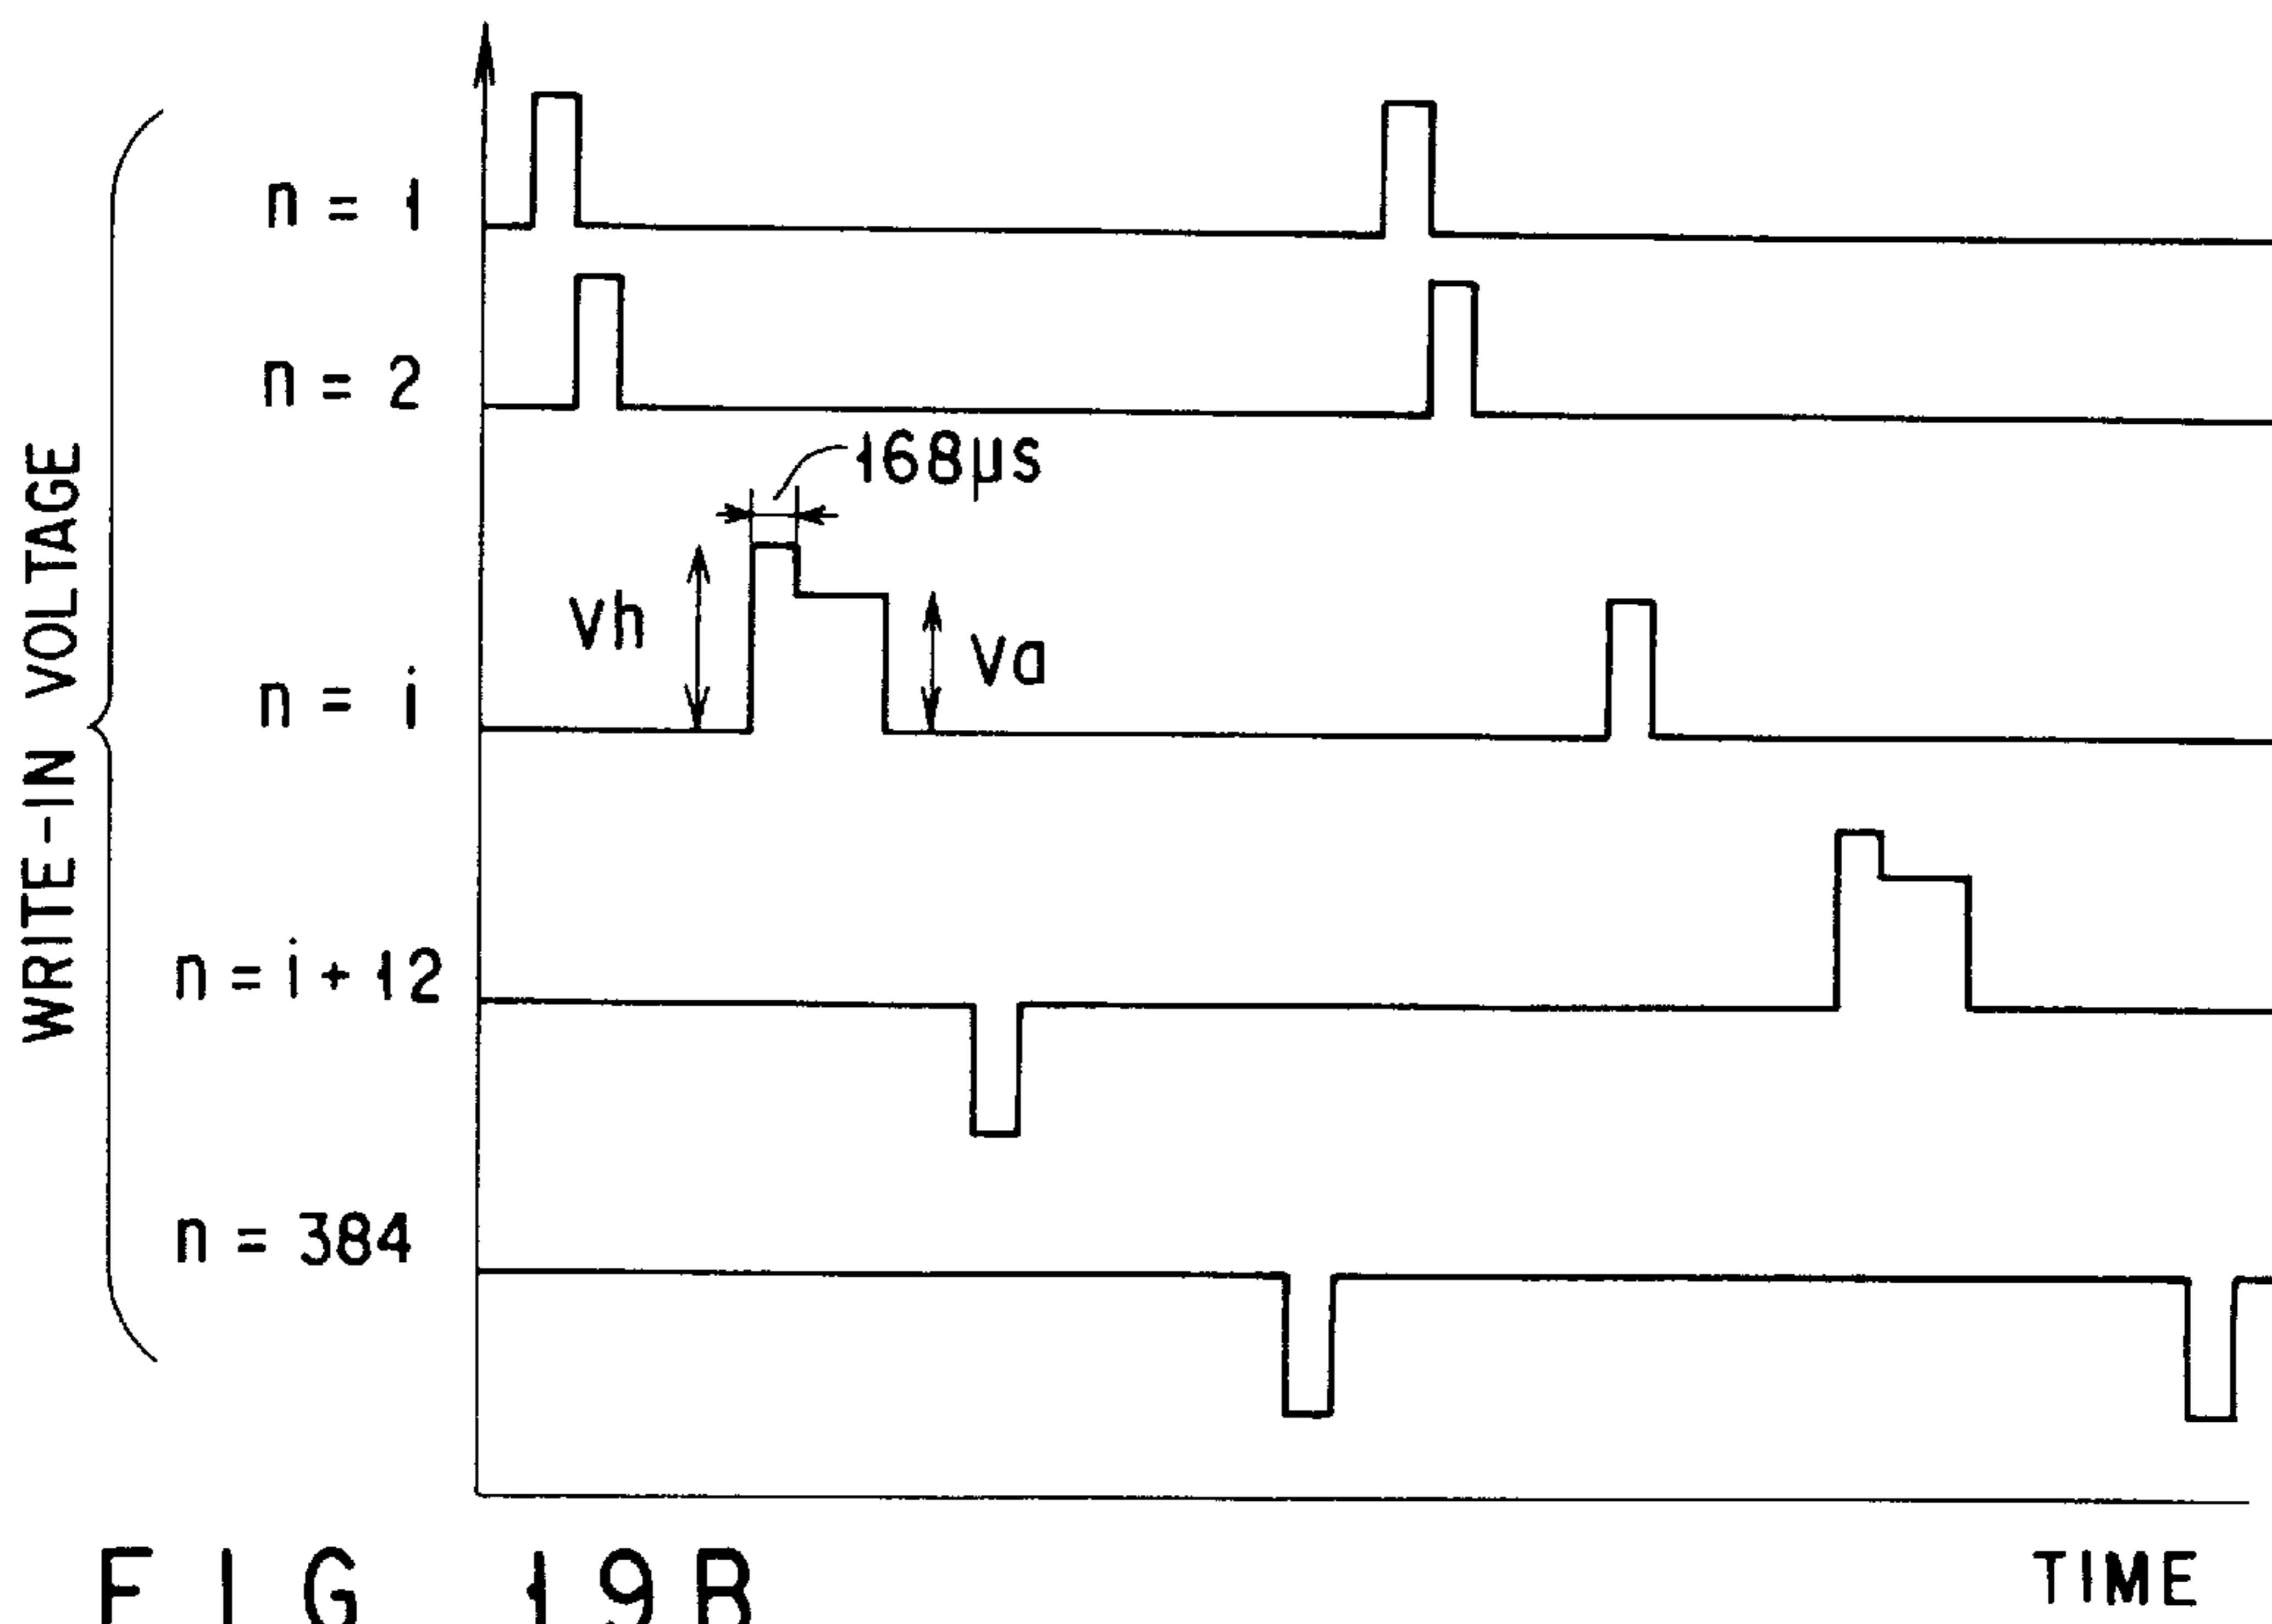 WRITE-IN VOLTAGE
n = 1
n = 2
168μs
Vh
Va
n = i
n = i + 12
n = 384
TIME
FIG 19B